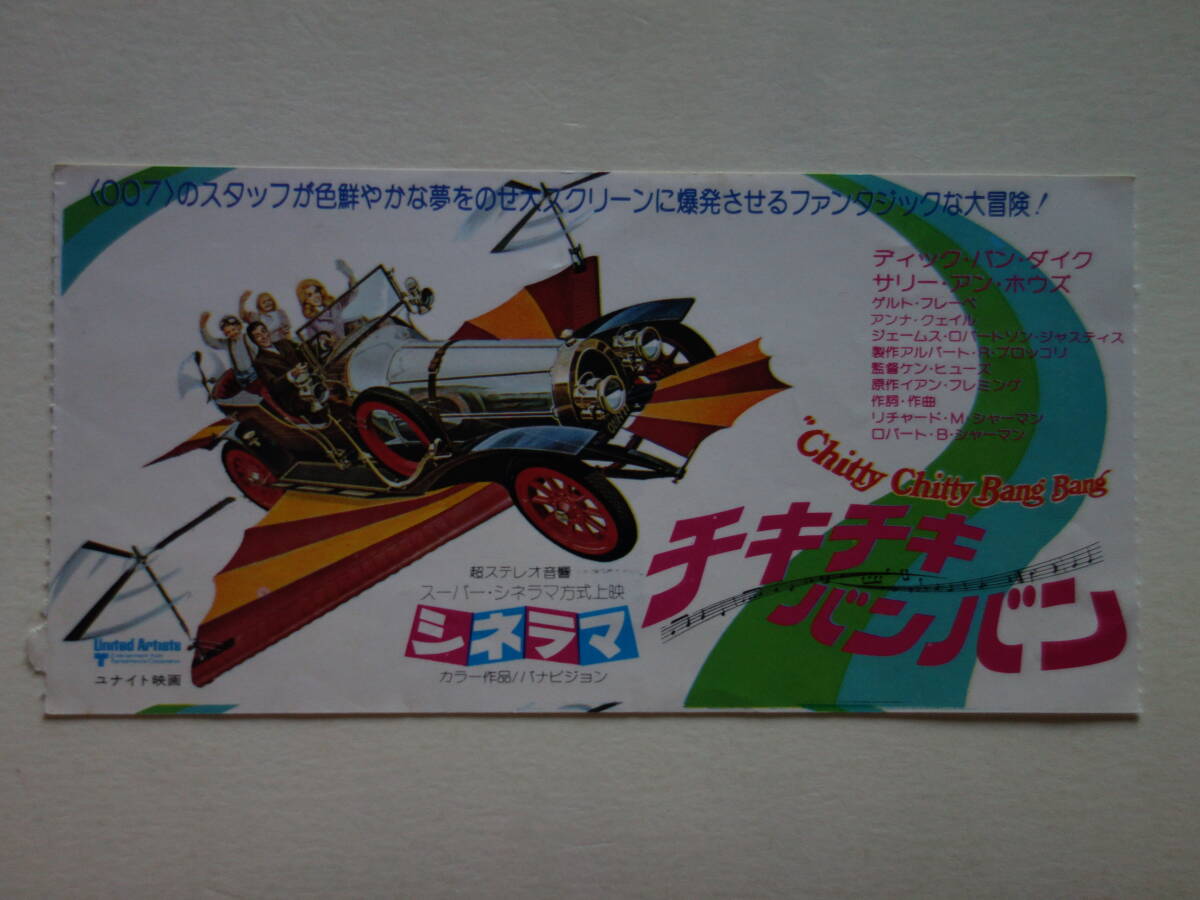 〈007〉のスタッフが色鮮やかな夢をのせ大スクリーンに爆発させるファンタジックな大冒険！
ディック・バン・ダイク
サリー・アン・ホウズ
ゲルト・フレーベ
アンナ・クェイル
ジェームス・ロバートソン・ジャスティス
製作アルバート・R・ブロッコリ
監督ケン・ヒューズ
原作イアン・フレミング
作詞・作曲
リチャード・M・シャーマン
ロバート・B・シャーマン
"Chitty Chitty Bang Bang
チキチキ
バンバン
超ステレオ音響
スーパー・シネラマ方式上映
シネラマ
カラー作品/パナビジョン
United Artists
ユナイト映画